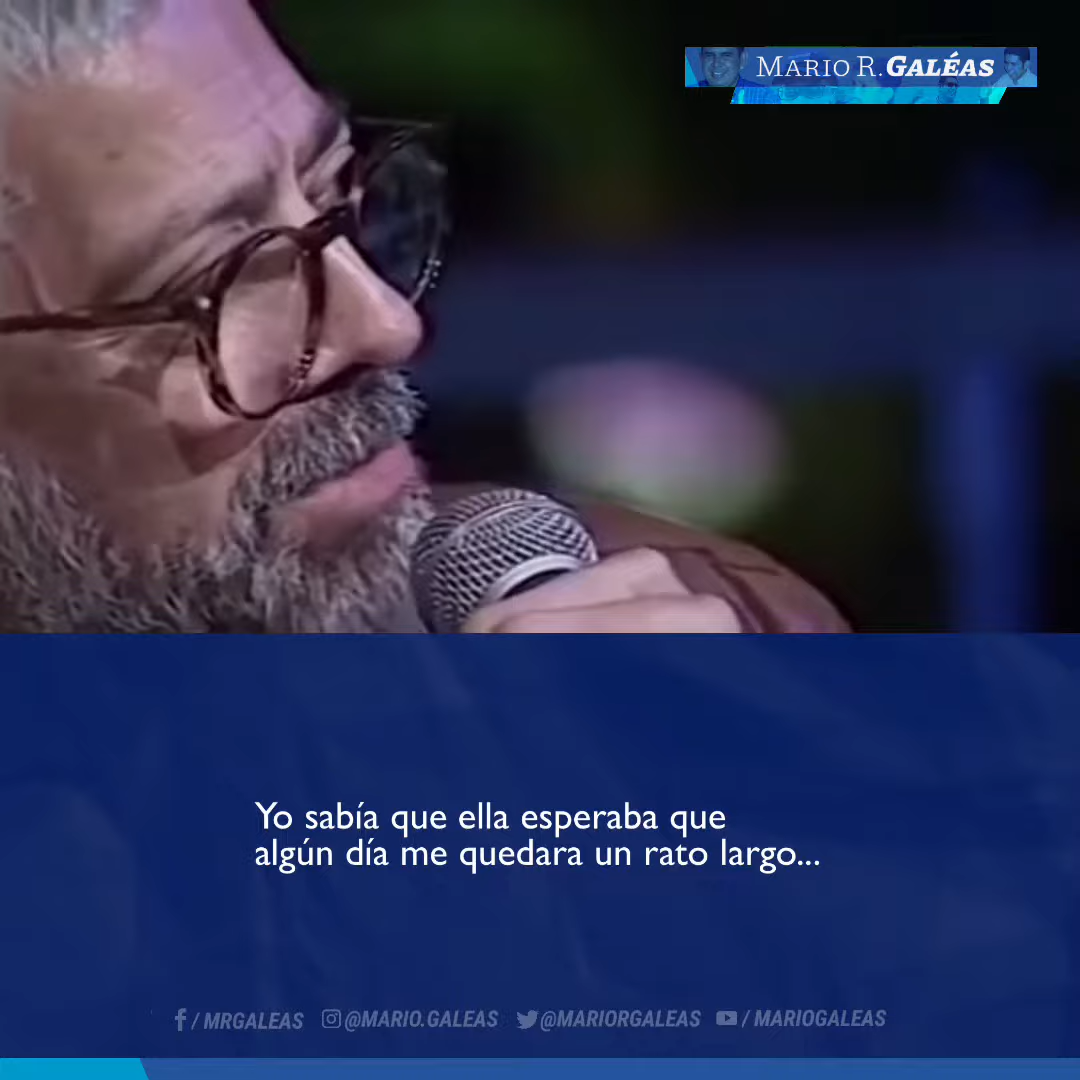 MARIO R. GALÉAS
Yo sabía que ella esperaba que
algún día me quedara un rato largo...
/ MRGALEAS @MARIO.GALEAS @MARIORGALEAS / MARIOGALEAS